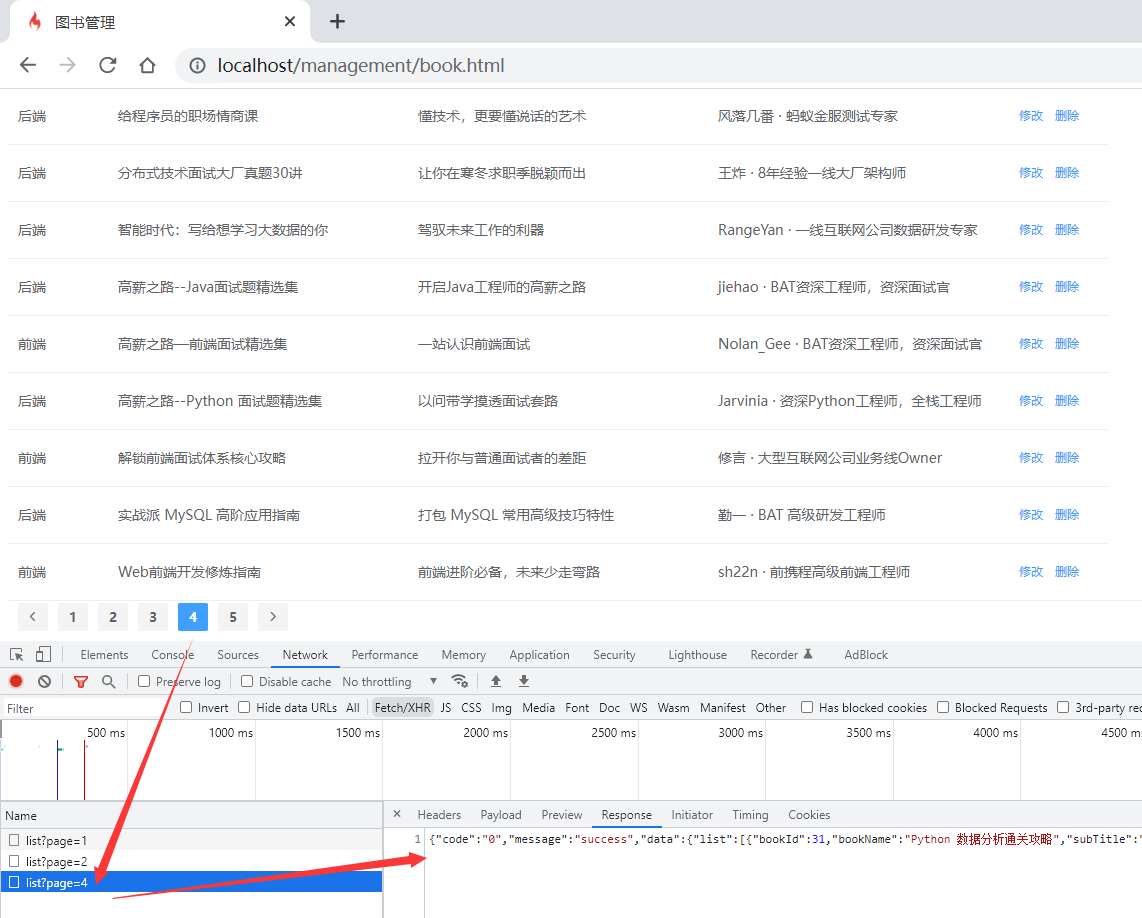 图书管理
localhost/management/book.html
后端 给程序员的职场情商课 懂技术，更要懂说话的艺术 风落几番 · 蚂蚁金服测试专家 修改 删除
后端 分布式技术面试大厂真题30讲 让你在寒冬求职季脱颖而出 王炸 · 8年经验一线大厂架构师 修改 删除
后端 智能时代：写给想学习大数据的你 驾驭未来工作的利器 RangeYan · 一线互联网公司数据研发专家 修改 删除
后端 高薪之路--Java面试题精选集 开启Java工程师的高薪之路 jiehao · BAT资深工程师，资深面试官 修改 删除
前端 高薪之路—前端面试精选集 一站认识前端面试 Nolan_Gee · BAT资深工程师，资深面试官 修改 删除
后端 高薪之路--Python 面试题精选集 以问带学摸透面试套路 Jarvinia · 资深Python工程师，全栈工程师 修改 删除
前端 解锁前端面试体系核心攻略 拉开你与普通面试者的差距 修言 · 大型互联网公司业务线Owner 修改 删除
后端 实战派 MySQL 高阶应用指南 打包 MySQL 常用高级技巧特性 勤一 · BAT 高级研发工程师 修改 删除
前端 Web前端开发修炼指南 前端进阶必备，未来少走弯路 sh22n · 前携程高级前端工程师 修改 删除
1 2 3 4 5
Elements Console Sources Network Performance Memory Application Security Lighthouse Recorder AdBlock
Preserve log Disable cache No throttling
Filter Invert Hide data URLs All Fetch/XHR JS CSS Img Media Font Doc WS Wasm Manifest Other Has blocked cookies Blocked Requests 3rd-party rec
500 ms 1000 ms 1500 ms 2000 ms 2500 ms 3000 ms 3500 ms 4000 ms 4500 m
Name Headers Payload Preview Response Initiator Timing Cookies
list?page=1 1 {"code":"0","message":"success","data":{"list":[{"bookId":31,"bookName":"Python 数据分析通关攻略","subTitle":"
list?page=2
list?page=4